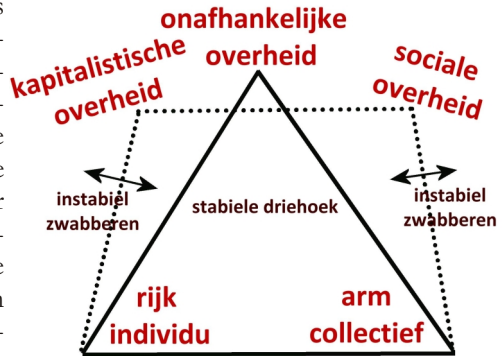 onafhankelijke
overheid
kapitalistische
overheid
sociale
overheid
instabiel
zwabberen
stabiele driehoek
instabiel
zwabberen
rijk
individu
arm
collectief